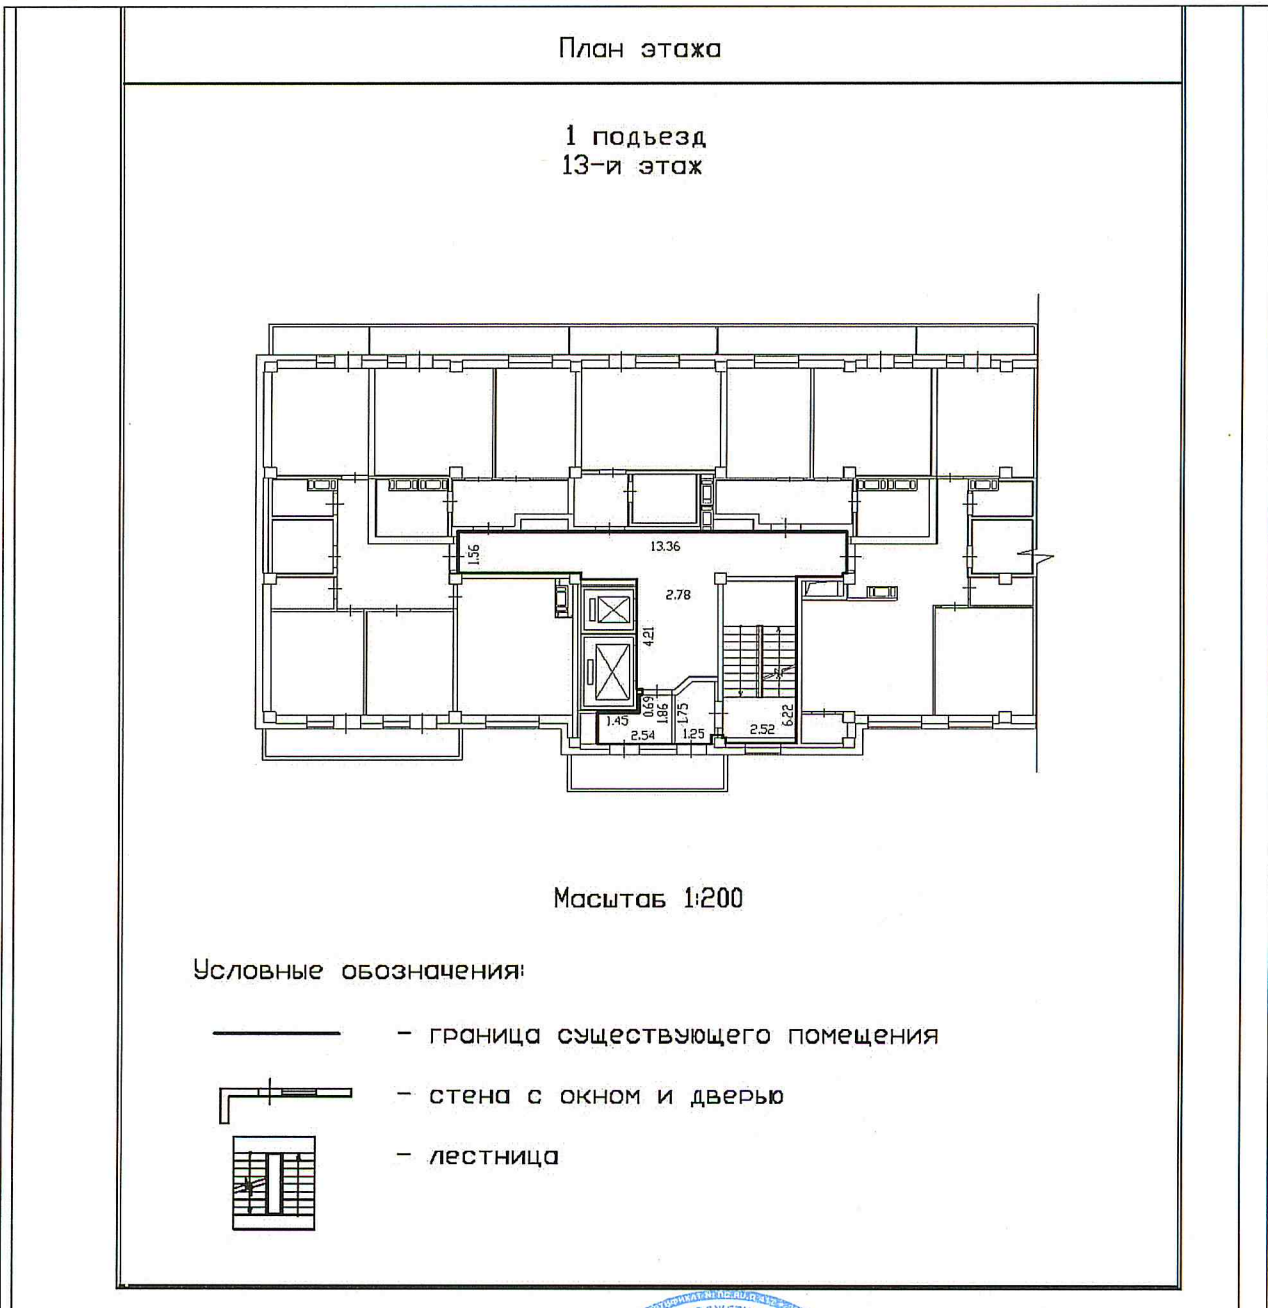 План этажа
1 подъезд
13-й этаж
1.56
13.36
2.78
4.21
0.69
1.86
1.75
1.45
2.54
1.25
2.52
6.22
Масштаб 1:200
Условные обозначения:
- граница существующего помещения
- стена с окном и дверью
- лестница